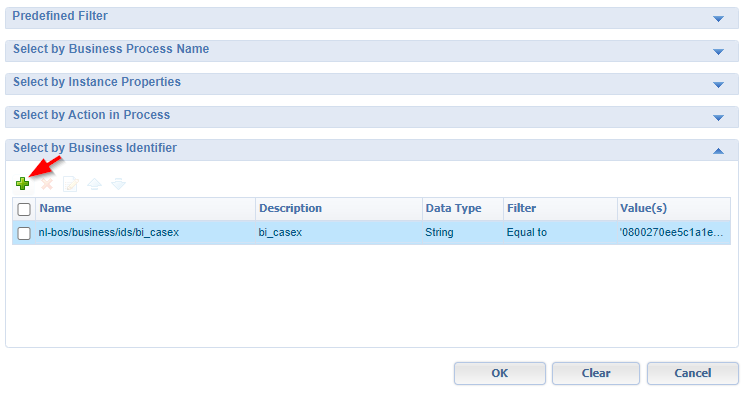 Predefined Filter
Select by Business Process Name
Select by Instance Properties
Select by Action in Process
Select by Business Identifier
Name Description Data Type Filter Value(s)
nl-bos/business/ids/bi_casex bi_casex String Equal to '0800270ee5c1a1e...
OK Clear Cancel